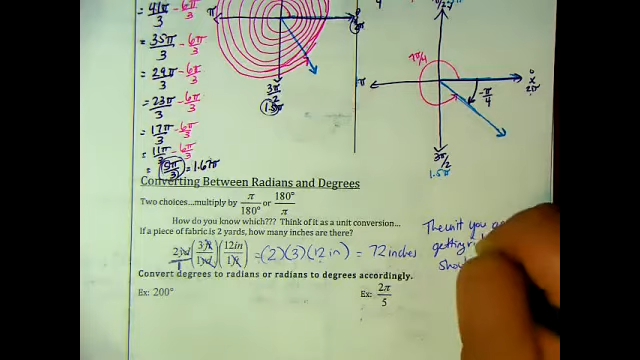 = 41π/3 - 6π/3
= 35π/3 - 6π/3
= 29π/3 - 6π/3
= 23π/3 - 6π/3
= 17π/3 - 6π/3
= 11π/3 - 6π/3
5π/3 = 1.67π
π
3π/2
1.5π
7π/4
-π/4
0
2π
3π/2
1.5π
Converting Between Radians and Degrees
Two choices...multiply by π/180° or 180°/π
How do you know which??? Think of it as a unit conversion...
If a piece of fabric is 2 yards, how many inches are there?
2yd/1 (3ft/1yd)(12in/1ft) = (2)(3)(12in) = 72 inches
The unit you
getting
should
Convert degrees to radians or radians to degrees accordingly.
Ex: 200°
Ex: 2π/5